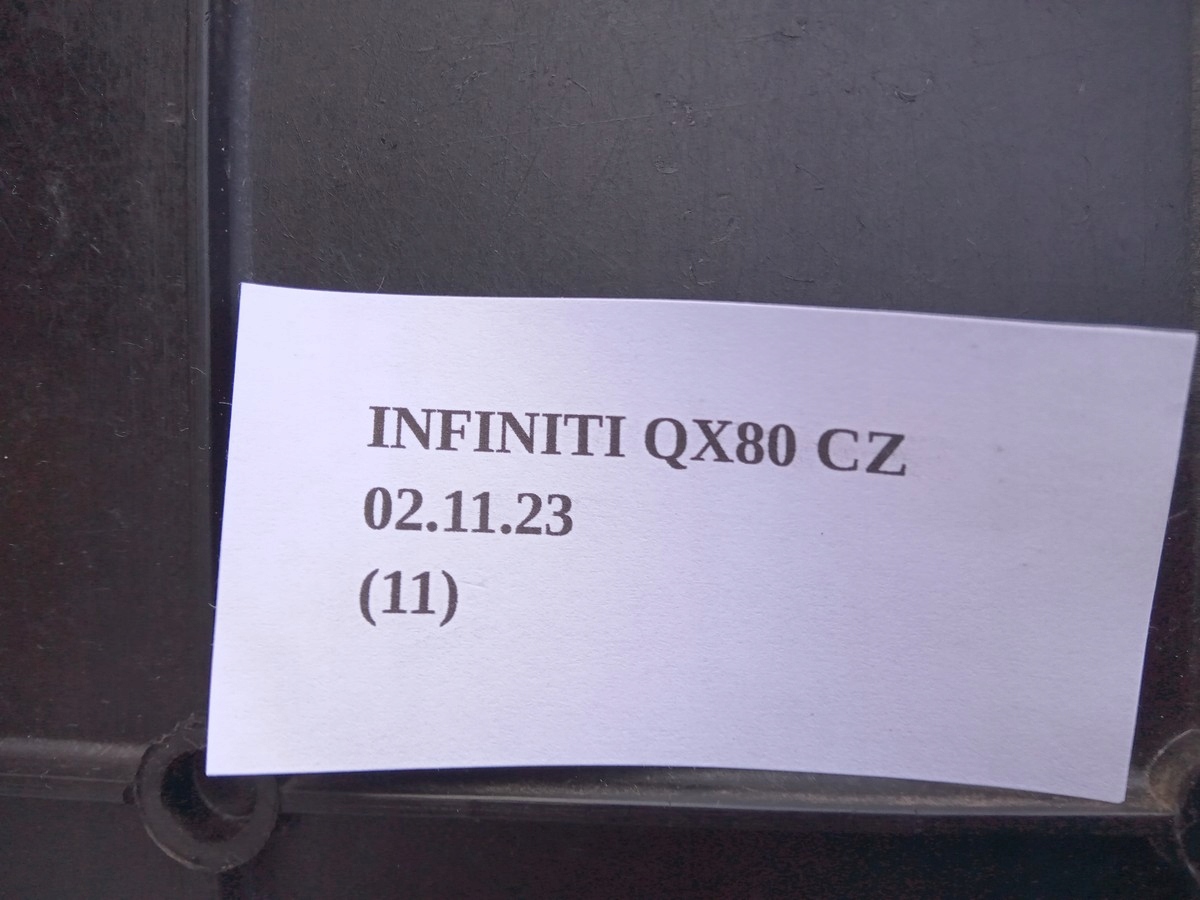 INFINITI QX80 CZ
02.11.23
(11)